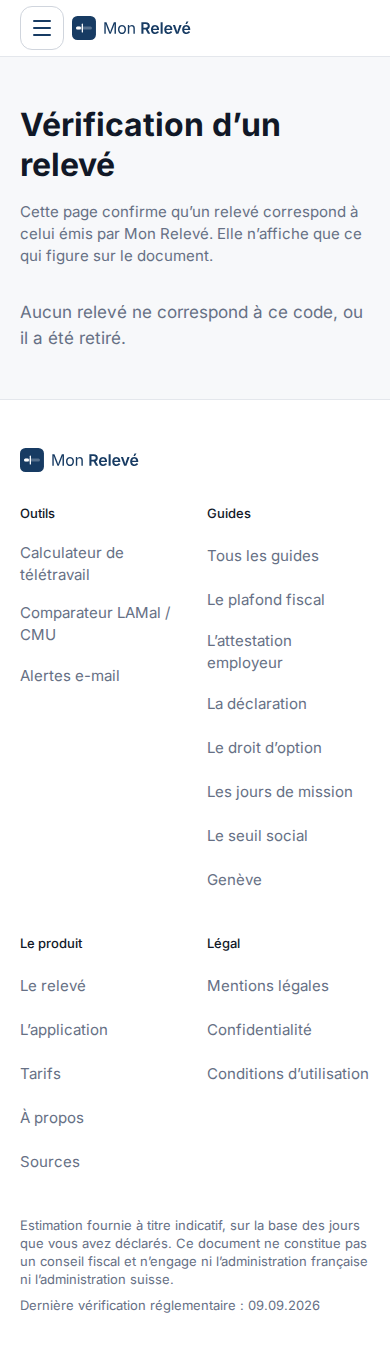 Mon Relevé
Vérification d’un
relevé
Cette page confirme qu’un relevé correspond à
celui émis par Mon Relevé. Elle n’affiche que ce
qui figure sur le document.
Aucun relevé ne correspond à ce code, ou
il a été retiré.
Mon Relevé
Outils
Calculateur de
télétravail
Comparateur LAMal /
CMU
Alertes e-mail
Guides
Tous les guides
Le plafond fiscal
L’attestation
employeur
La déclaration
Le droit d’option
Les jours de mission
Le seuil social
Genève
Le produit
Le relevé
L’application
Tarifs
À propos
Sources
Légal
Mentions légales
Confidentialité
Conditions d’utilisation
Estimation fournie à titre indicatif, sur la base des jours
que vous avez déclarés. Ce document ne constitue pas
un conseil fiscal et n’engage ni l’administration française
ni l’administration suisse.
Dernière vérification réglementaire : 09.09.2026